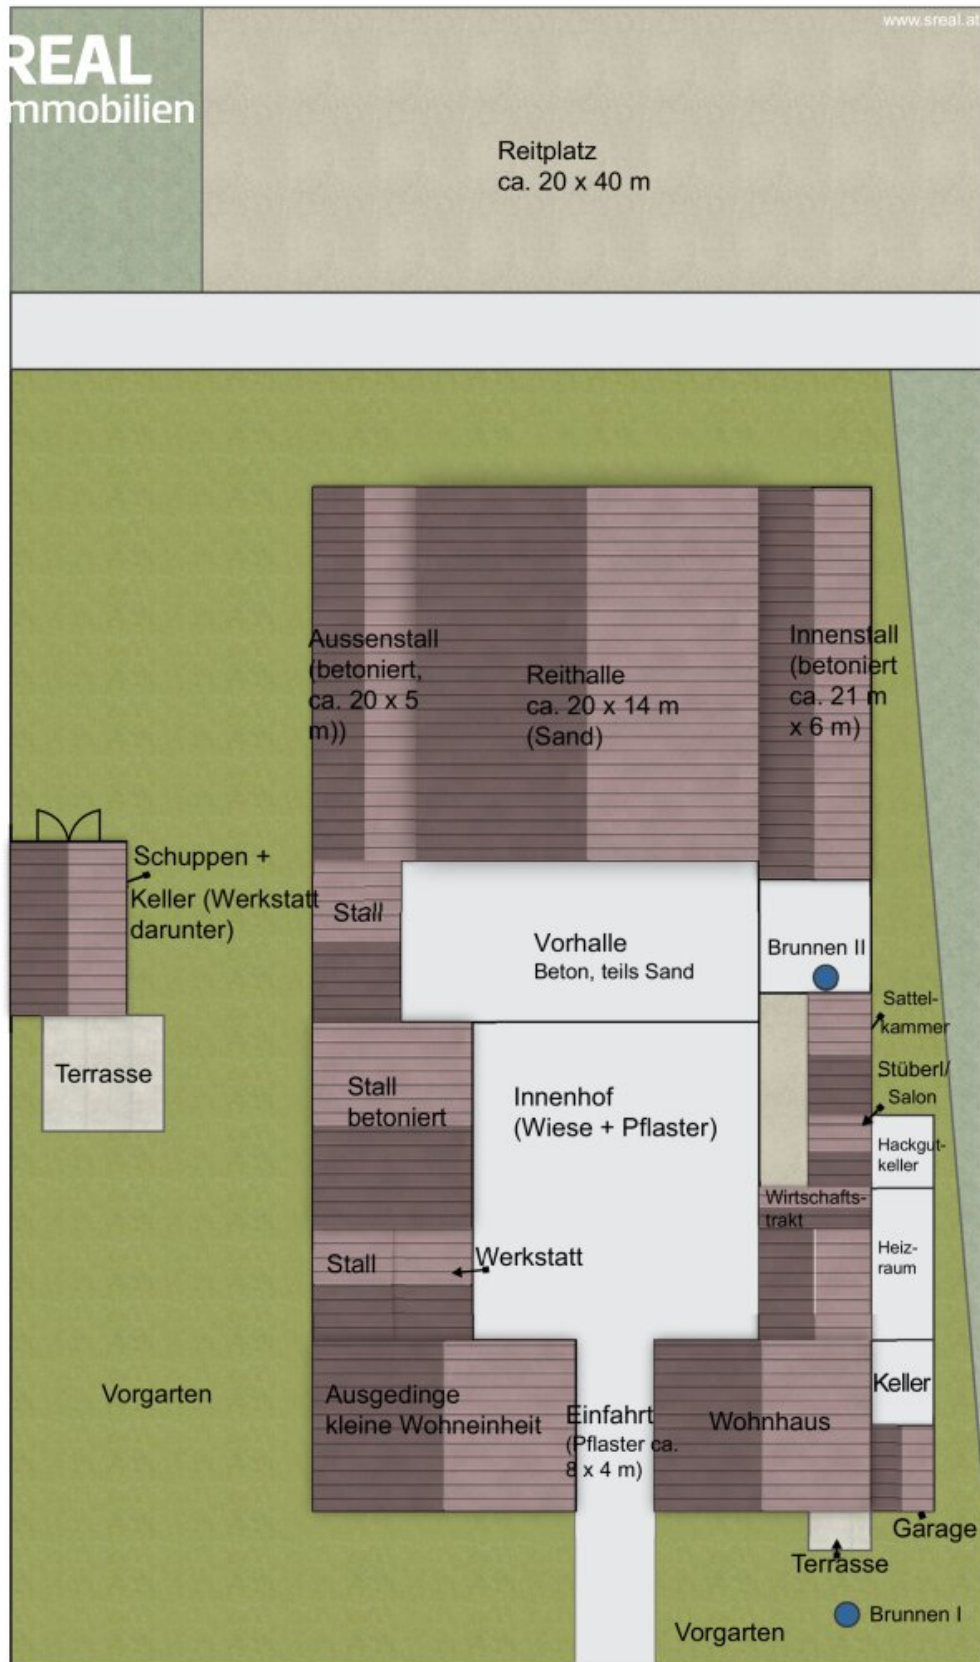 www.sreal.at
REAL
mmobilien
Reitplatz
ca. 20 x 40 m
Aussenstall
(betoniert,
ca. 20 x 5
m))
Reithalle
ca. 20 x 14 m
(Sand)
Innenstall
(betoniert
ca. 21 m
x 6 m)
Schuppen +
Keller (Werkstatt
darunter)
Stall
Vorhalle
Beton, teils Sand
Brunnen II
Sattel-
kammer
Terrasse
Stall
betoniert
Innenhof
(Wiese + Pflaster)
Stüberl/
Salon
Hackgut-
keller
Wirtschafts-
trakt
Stall
Werkstatt
Heiz-
raum
Vorgarten
Ausgedinge
kleine Wohneinheit
Einfahrt
(Pflaster ca.
8 x 4 m)
Wohnhaus
Keller
Garage
Terrasse
Brunnen I
Vorgarten